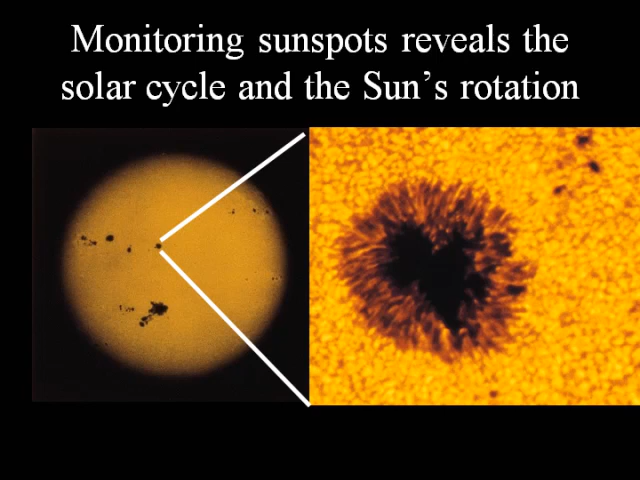 Monitoring sunspots reveals the
solar cycle and the Sun’s rotation